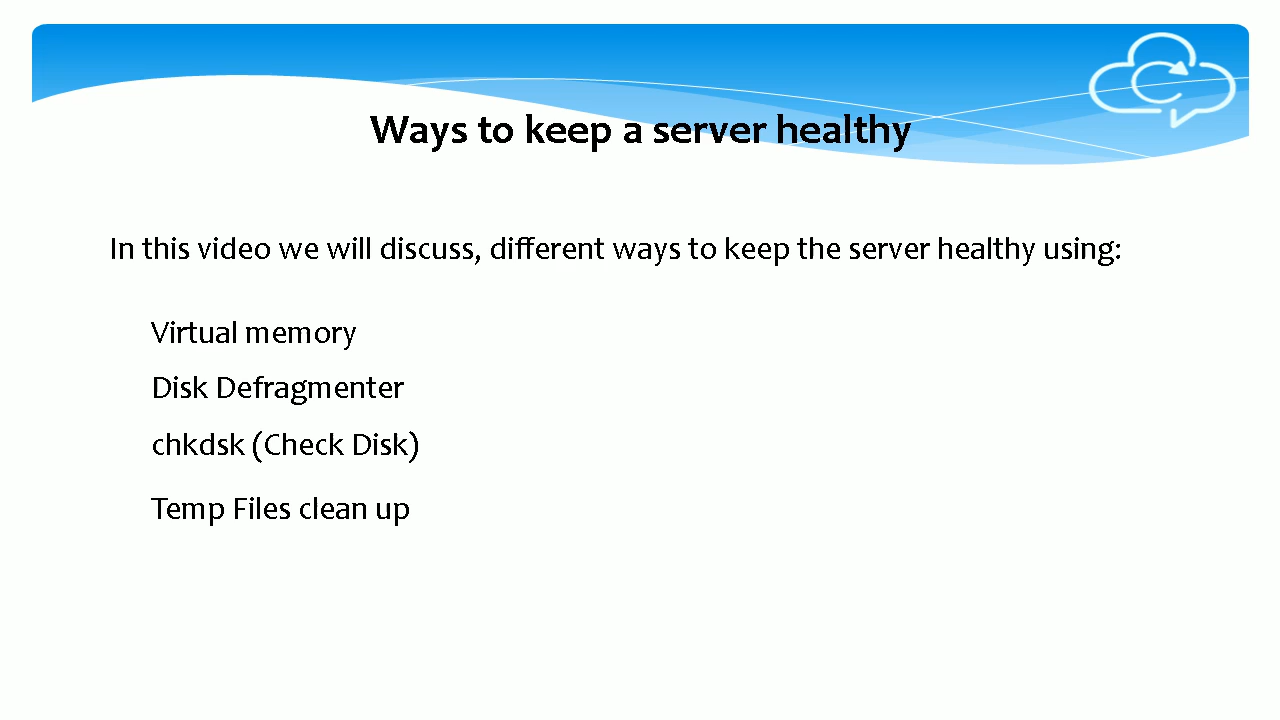 Ways to keep a server healthy
In this video we will discuss, different ways to keep the server healthy using:
Virtual memory
Disk Defragmenter
chkdsk (Check Disk)
Temp Files clean up